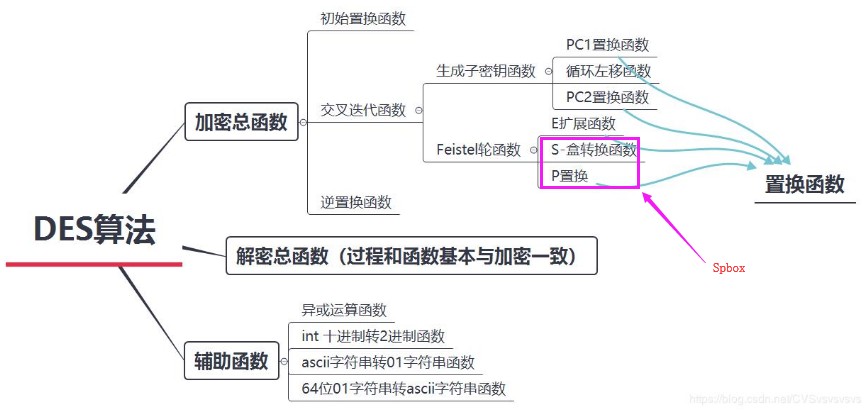 初始置换函数
PC1置换函数
生成子密钥函数
循环左移函数
PC2置换函数
加密总函数
交叉迭代函数
E扩展函数
Feistel轮函数
S-盒转换函数
P置换
置换函数
逆置换函数
DES算法
解密总函数（过程和函数基本与加密一致）
Spbox
异或运算函数
int 十进制转2进制函数
辅助函数
ascii字符串转01字符串函数
64位01字符串转ascii字符串函数